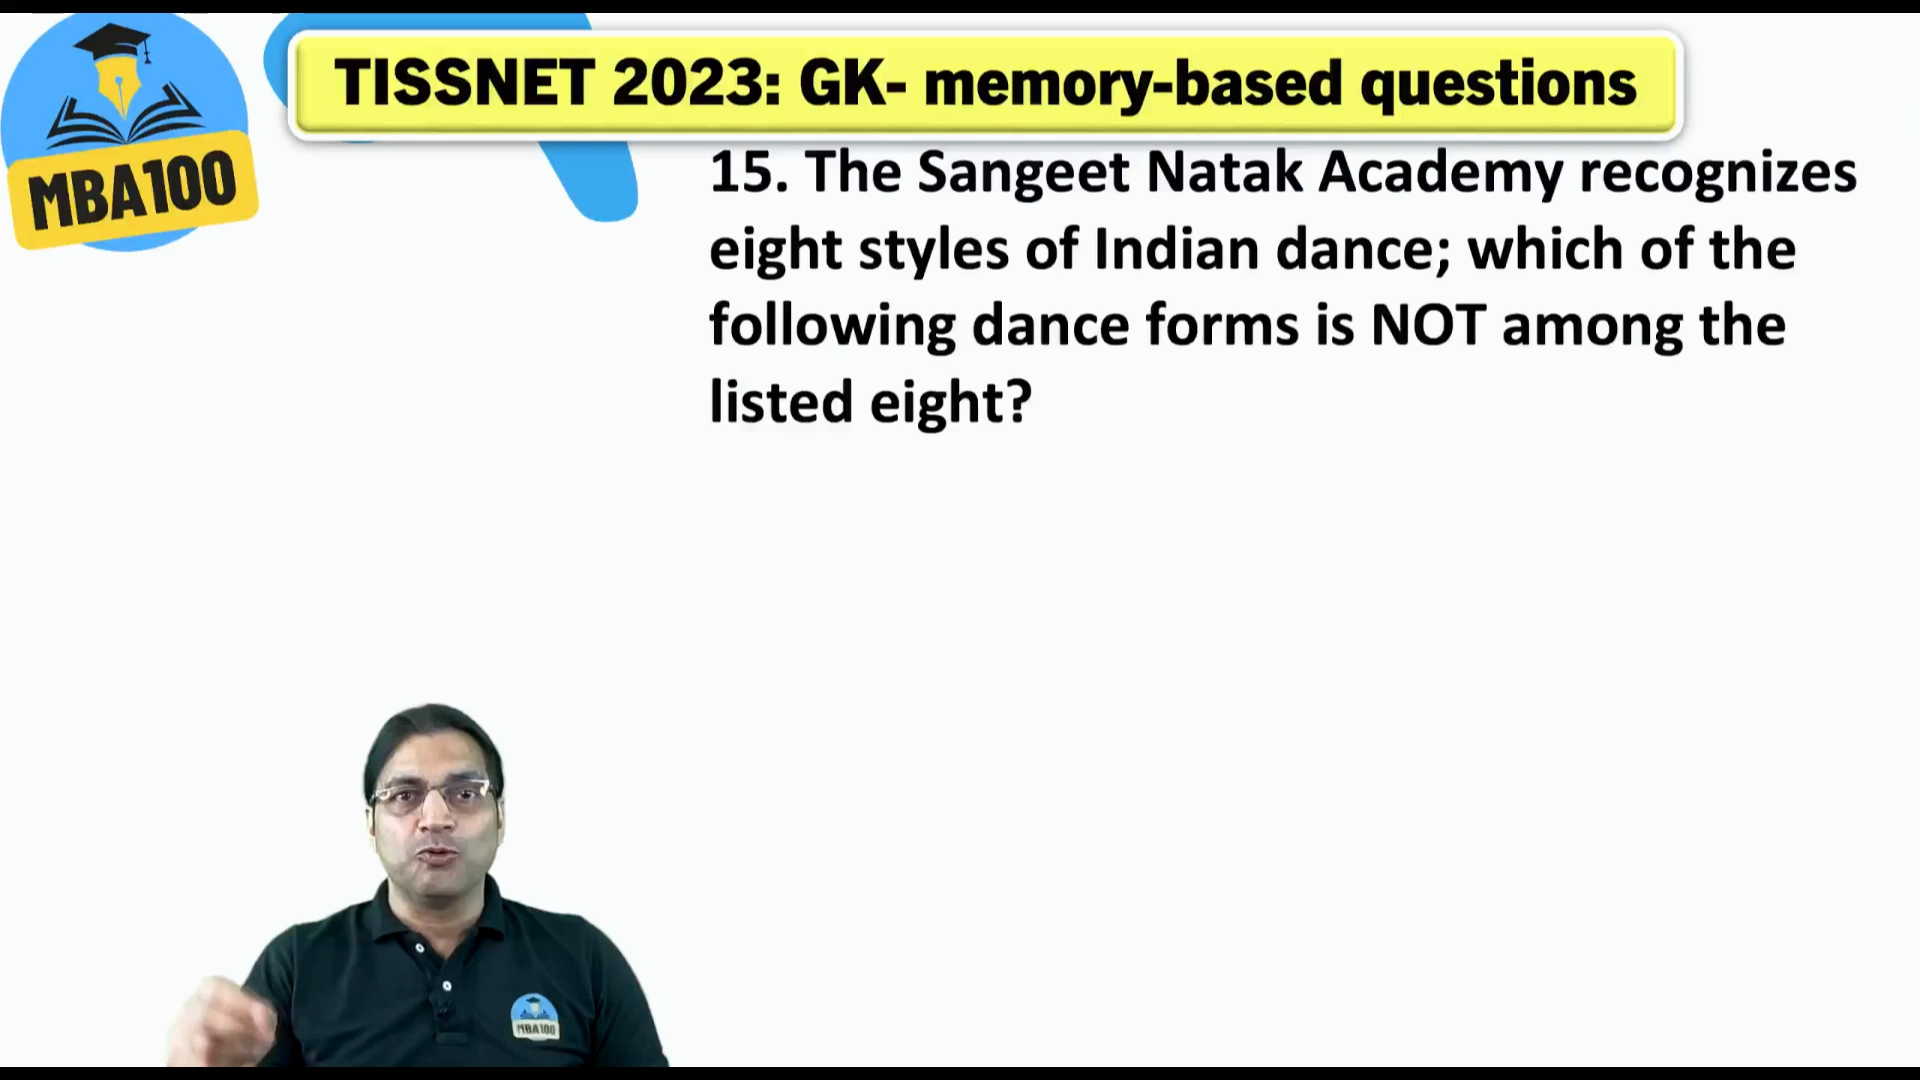 TISSNET 2023: GK- memory-based questions
MBA100
15. The Sangeet Natak Academy recognizes
eight styles of Indian dance; which of the
following dance forms is NOT among the
listed eight?
MBA100